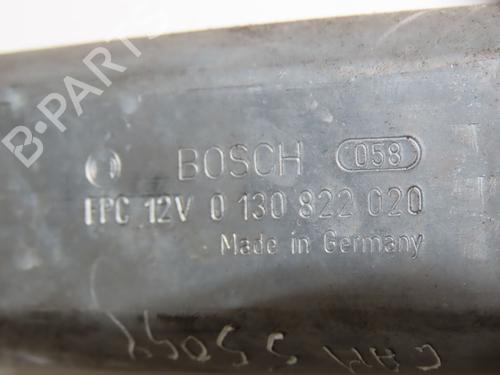 B-PARTS
BOSCH 058
EPC 12V 0 130 822 020
Made in Germany